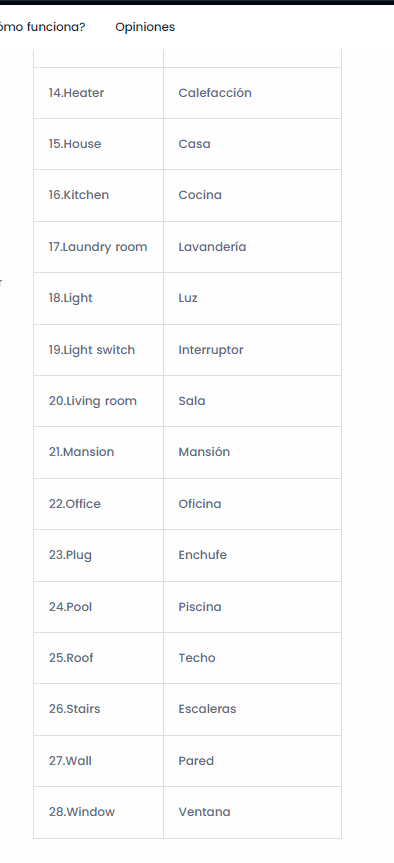 ómo funciona? Opiniones
14.Heater Calefacción
15.House Casa
16.Kitchen Cocina
17.Laundry room Lavandería
18.Light Luz
19.Light switch Interruptor
20.Living room Sala
21.Mansion Mansión
22.Office Oficina
23.Plug Enchufe
24.Pool Piscina
25.Roof Techo
26.Stairs Escaleras
27.Wall Pared
28.Window Ventana